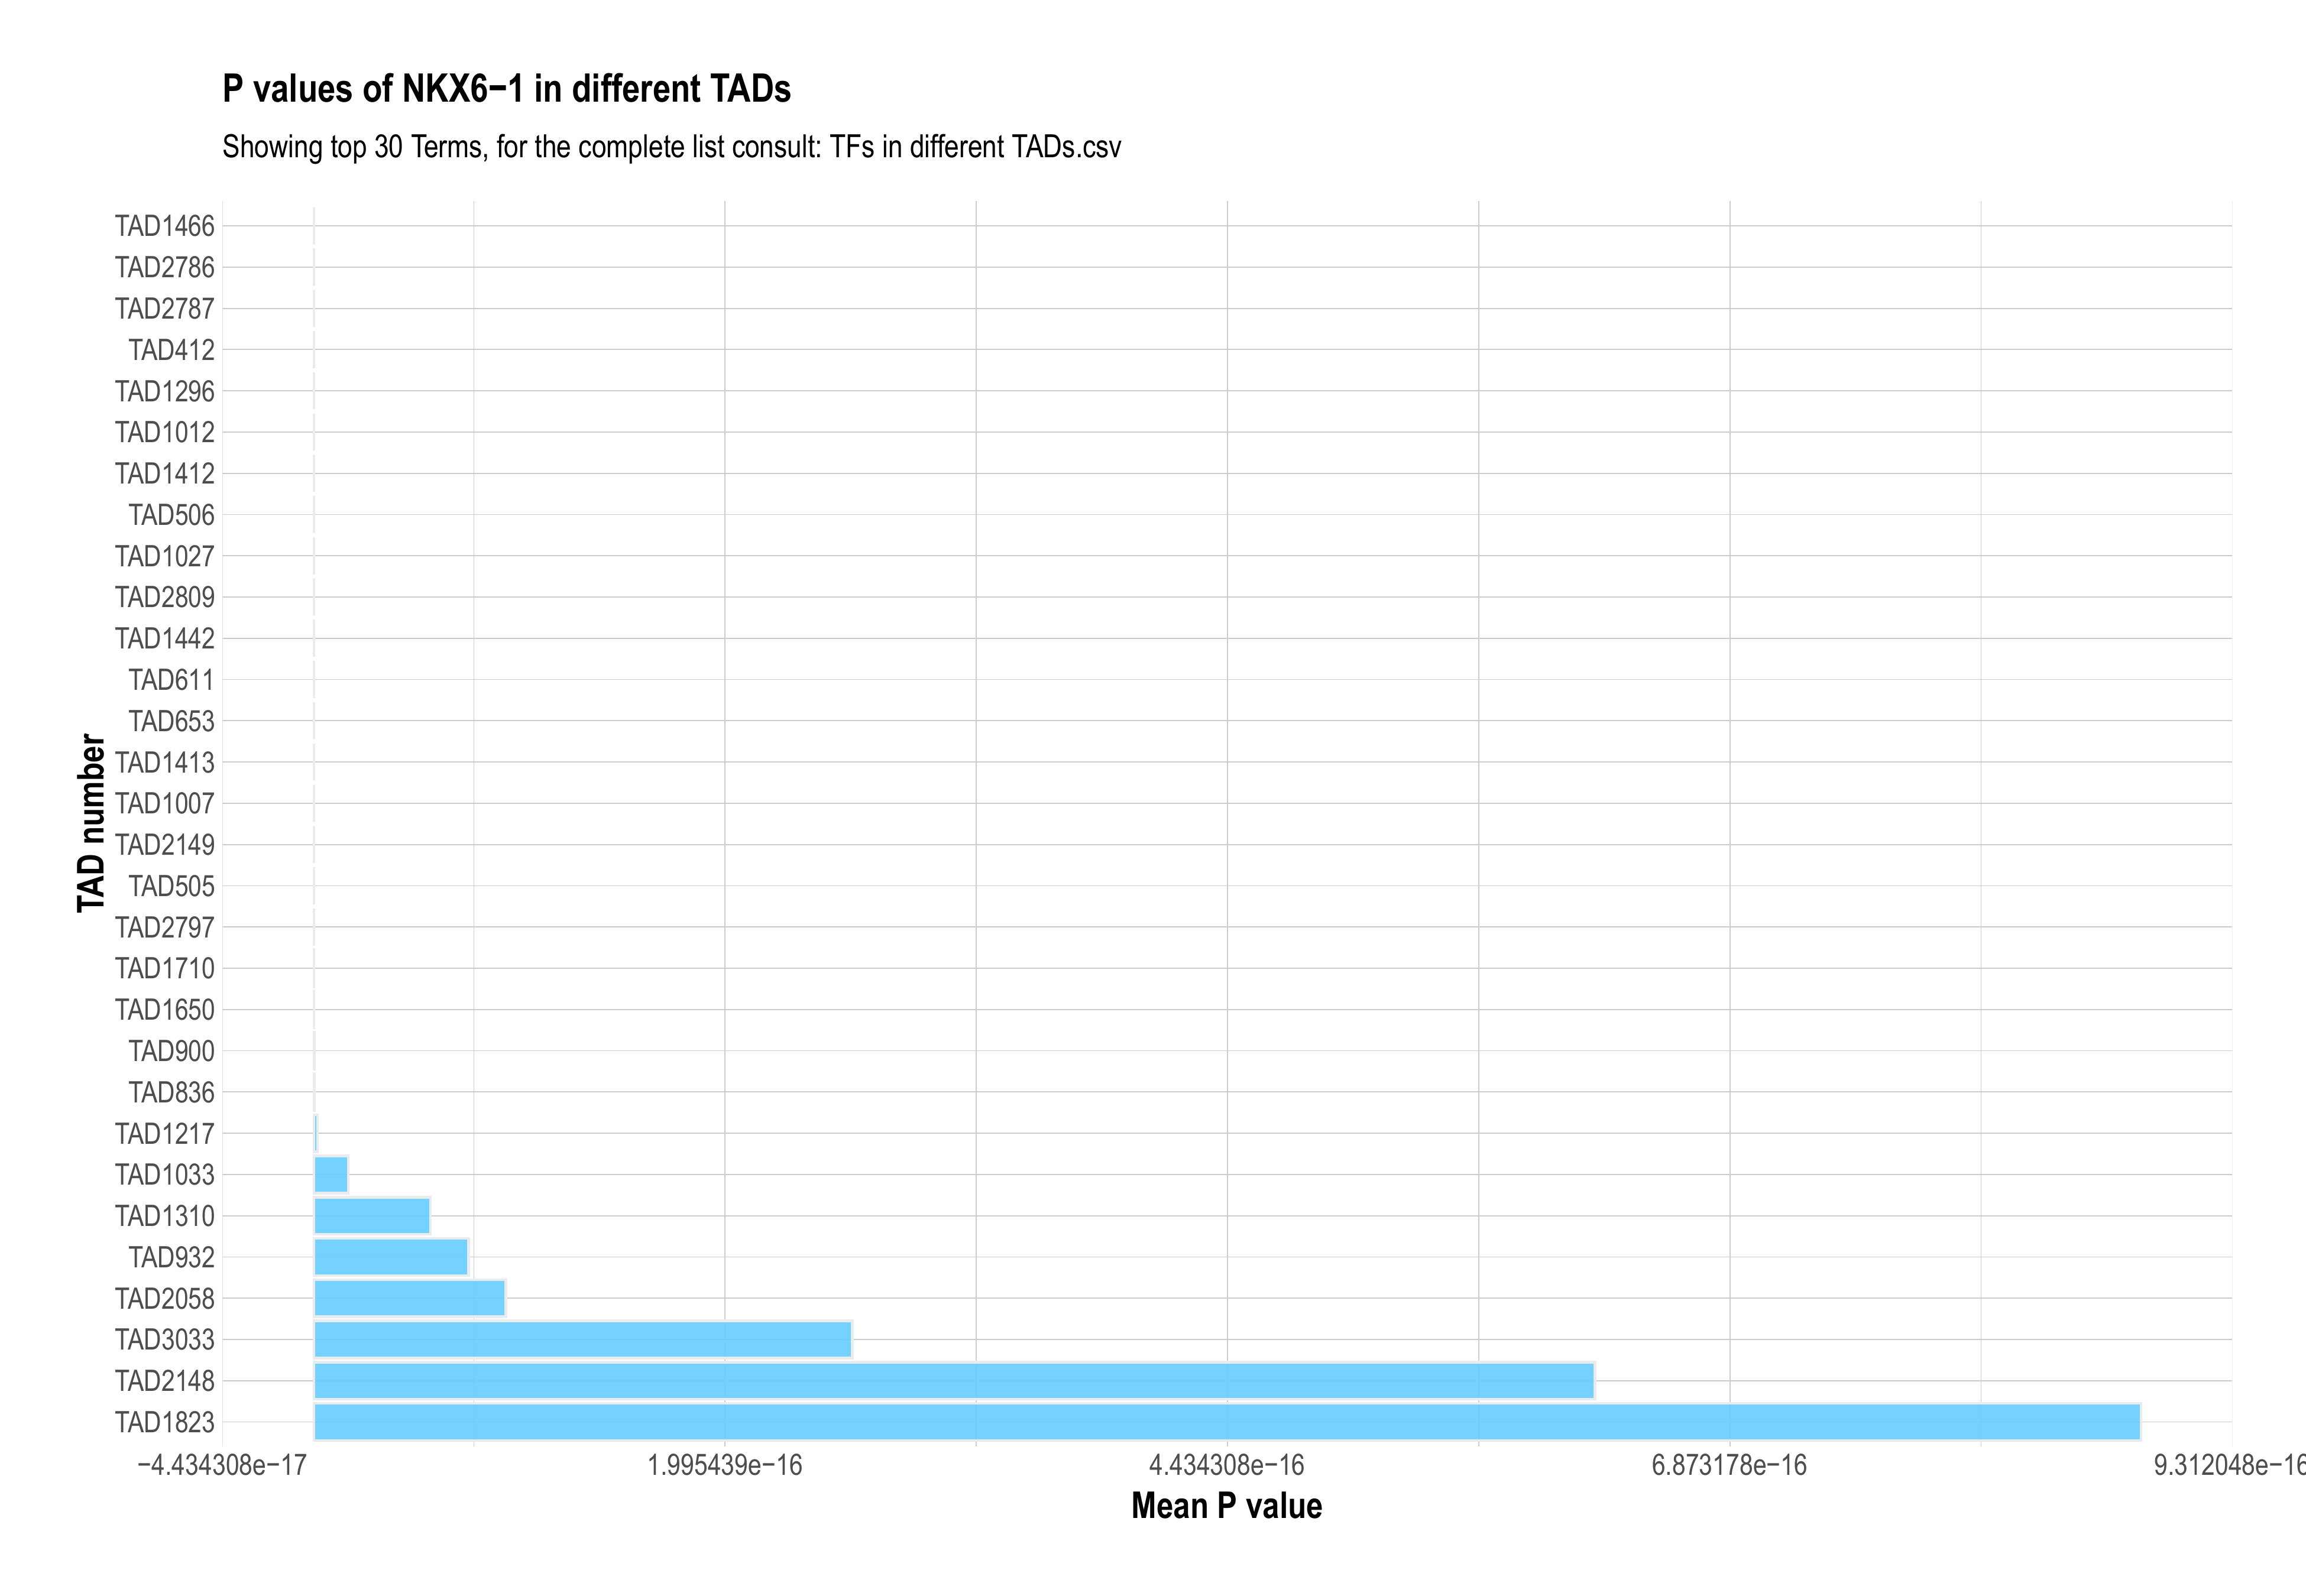 P values of NKX6−1 in different TADs
Showing top 30 Terms, for the complete list consult: TFs in different TADs.csv
TAD number
TAD1466
TAD2786
TAD2787
TAD412
TAD1296
TAD1012
TAD1412
TAD506
TAD1027
TAD2809
TAD1442
TAD611
TAD653
TAD1413
TAD1007
TAD2149
TAD505
TAD2797
TAD1710
TAD1650
TAD900
TAD836
TAD1217
TAD1033
TAD1310
TAD932
TAD2058
TAD3033
TAD2148
TAD1823
−4.434308e−17 1.995439e−16 4.434308e−16 6.873178e−16 9.312048e−16
Mean P value